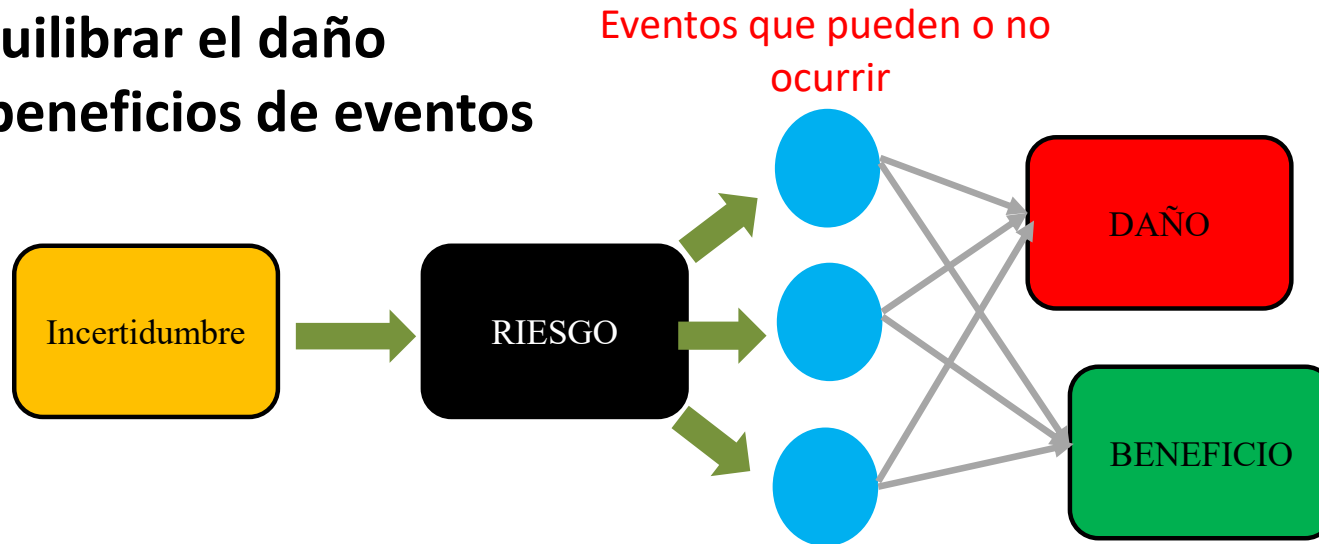 uilibrar el daño
beneficios de eventos
Eventos que pueden o no
ocurrir
Incertidumbre
RIESGO
DAÑO
BENEFICIO